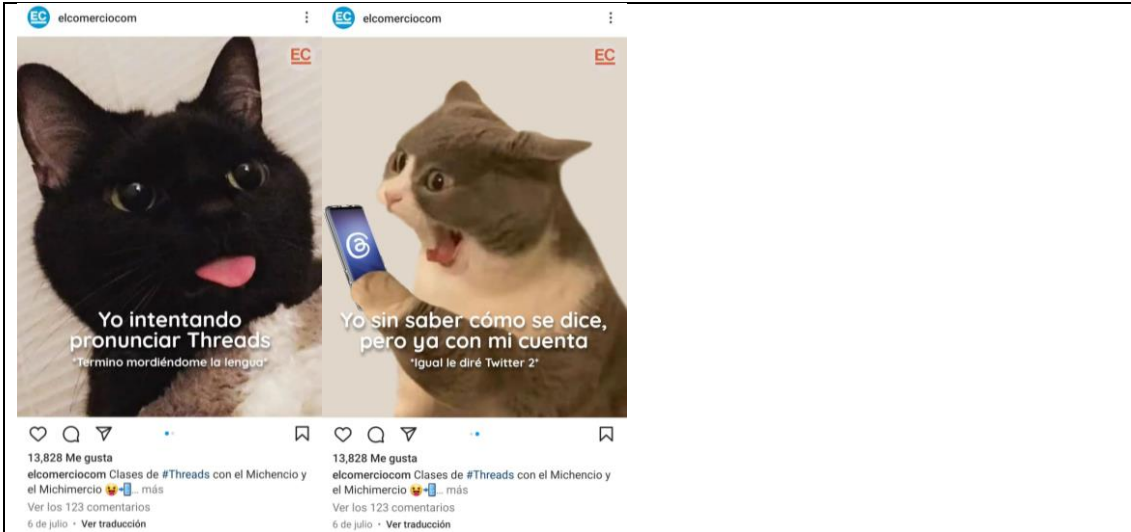 EC elcomerciocom
EC
Yo intentando
pronunciar Threads
*Termino mordiéndome la lengua*
13,828 Me gusta
elcomerciocom Clases de #Threads con el Michencio y
el Michimercio ... más
Ver los 123 comentarios
6 de julio • Ver traducción
EC elcomerciocom
EC
Yo sin saber cómo se dice,
pero ya con mi cuenta
*Igual le diré Twitter 2*
13,828 Me gusta
elcomerciocom Clases de #Threads con el Michencio y
el Michimercio ... más
Ver los 123 comentarios
6 de julio • Ver traducción